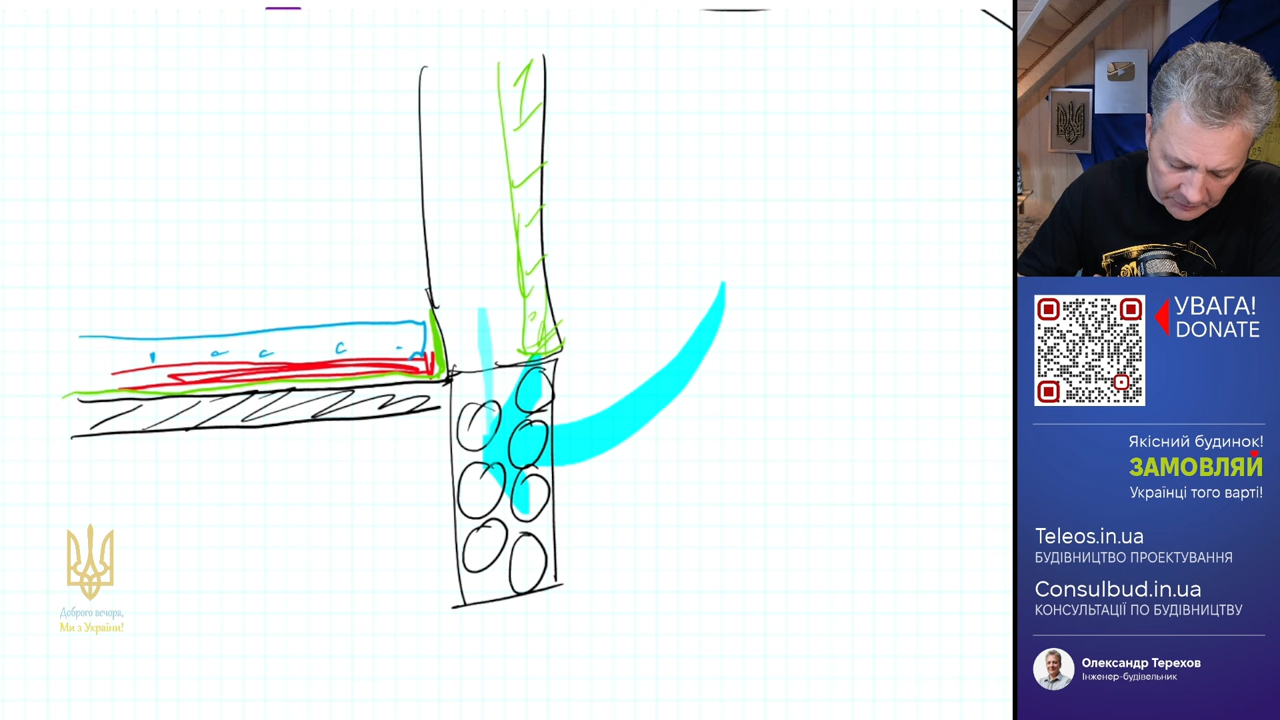 УВАГА!
DONATE
Якісний будинок!
ЗАМОВЛЯЙ
Українці того варті!
Teleos.in.ua
БУДІВНИЦТВО ПРОЕКТУВАННЯ
Consulbud.in.ua
КОНСУЛЬТАЦІЇ ПО БУДІВНИЦТВУ
Олександр Терехов
Інженер-будівельник
Доброго вечора,
Ми з України!